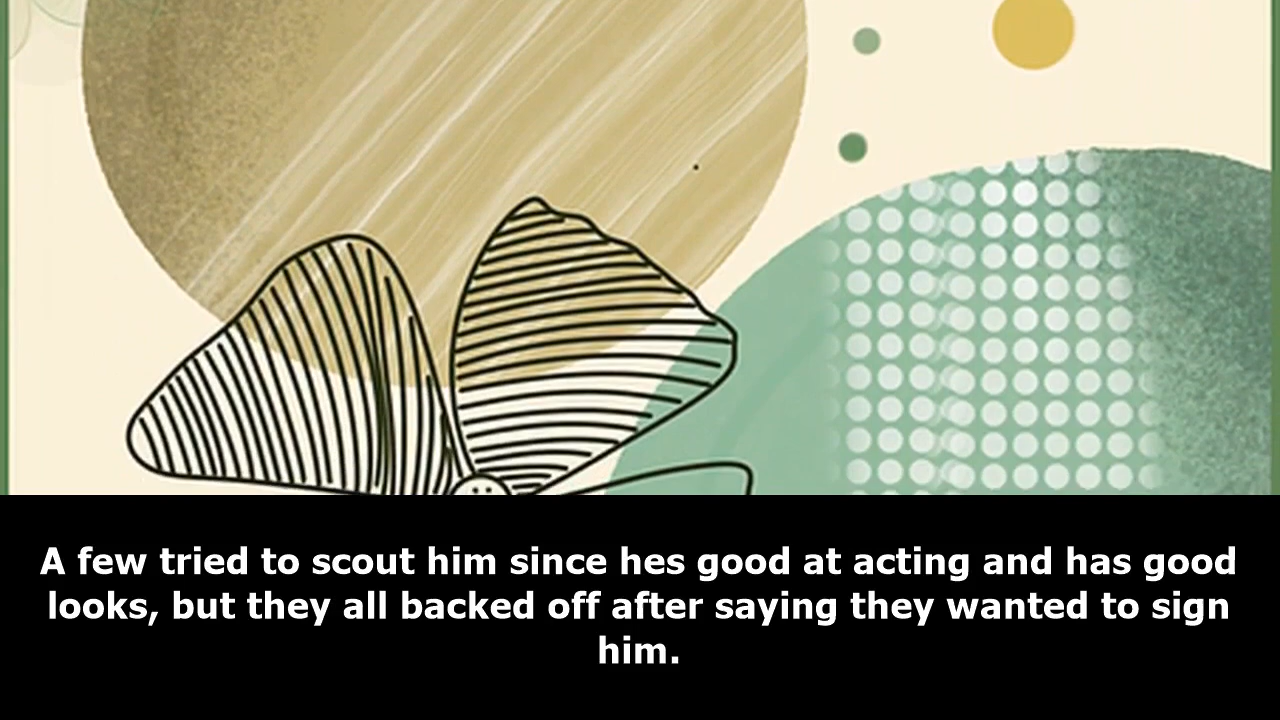 A few tried to scout him since hes good at acting and has good
looks, but they all backed off after saying they wanted to sign
him.